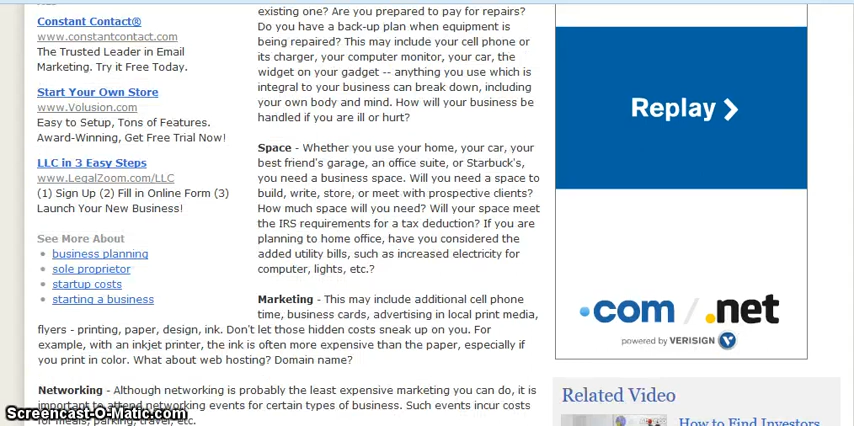 Constant Contact®
www.constantcontact.com
The Trusted Leader in Email
Marketing. Try it Free Today.
Start Your Own Store
www.Volusion.com
Easy to Setup, Tons of Features.
Award-Winning, Get Free Trial Now!
LLC in 3 Easy Steps
www.LegalZoom.com/LLC
(1) Sign Up (2) Fill in Online Form (3)
Launch Your New Business!
See More About
business planning
sole proprietor
startup costs
starting a business
existing one? Are you prepared to pay for repairs?
Do you have a back-up plan when equipment is
being repaired? This may include your cell phone or
its charger, your computer monitor, your car, the
widget on your gadget -- anything you use which is
integral to your business can break down, including
your own body and mind. How will your business be
handled if you are ill or hurt?
Space - Whether you use your home, your car, your
best friend's garage, an office suite, or Starbuck's,
you need a business space. Will you need a space to
build, write, store, or meet with prospective clients?
How much space will you need? Will your space meet
the IRS requirements for a tax deduction? If you are
planning to home office, have you considered the
added utility bills, such as increased electricity for
computer, lights, etc.?
Marketing - This may include additional cell phone
time, business cards, advertising in local print media,
flyers - printing, paper, design, ink. Don't let those hidden costs sneak up on you. For
example, with an inkjet printer, the ink is often more expensive than the paper, especially if
you print in color. What about web hosting? Domain name?
Networking - Although networking is probably the least expensive marketing you can do, it is
important to attend networking events for certain types of business. Such events incur costs
for meals, parking, travel, etc.
Replay
.com / .net
powered by VERISIGN
Related Video
How to Find Investors
Screencast-O-Matic.com